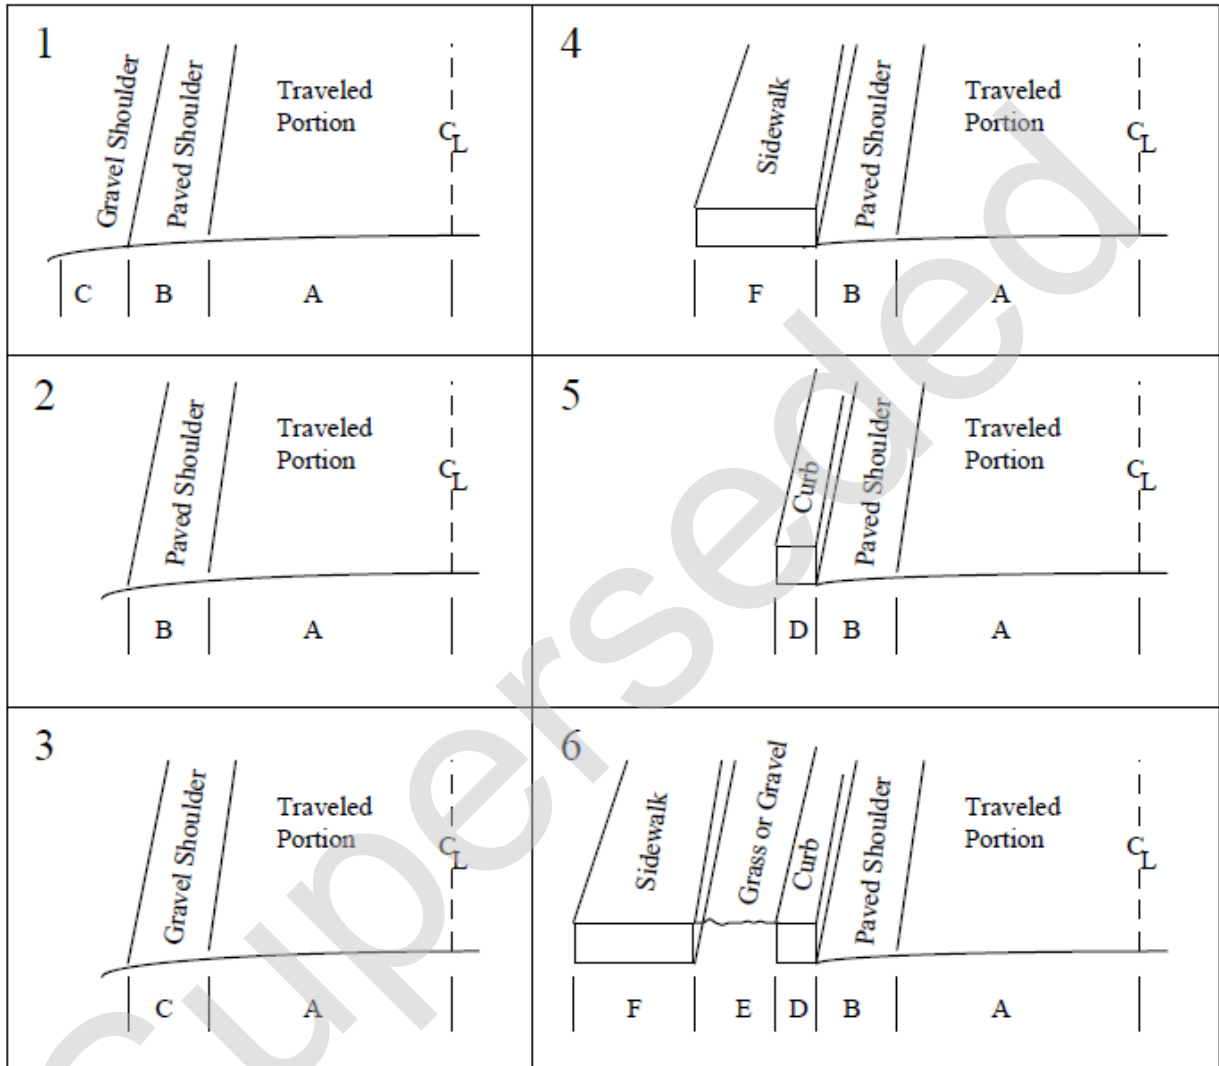 1
Gravel Shoulder
Paved Shoulder
Traveled
Portion
CL
C B A
4
Sidewalk
Paved Shoulder
Traveled
Portion
CL
F B A
2
Paved Shoulder
Traveled
Portion
CL
B A
5
Curb
Paved Shoulder
Traveled
Portion
CL
D B A
3
Gravel Shoulder
Traveled
Portion
CL
C A
6
Sidewalk
Grass or Gravel
Curb
Paved Shoulder
Traveled
Portion
CL
F E D B A
Superseded